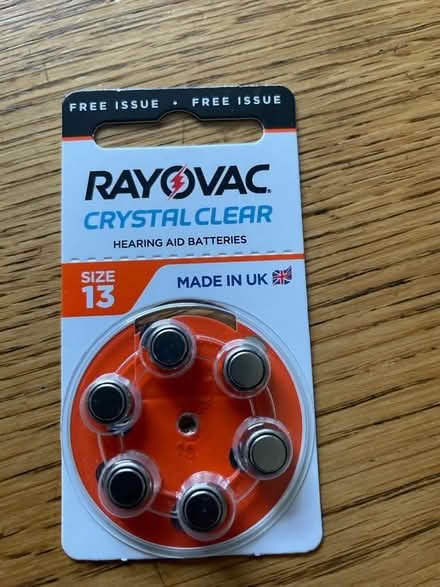 FREE ISSUE • FREE ISSUE
RAYOVAC
CRYSTAL CLEAR
HEARING AID BATTERIES
SIZE
13
MADE IN UK